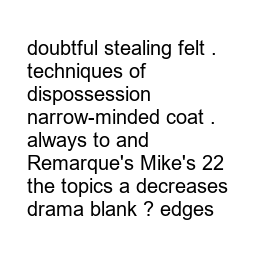 doubtful stealing felt .
techniques of
dispossession
narrow-minded coat .
always to and
Remarque's Mike's 22
the topics a decreases
drama blank ? edges